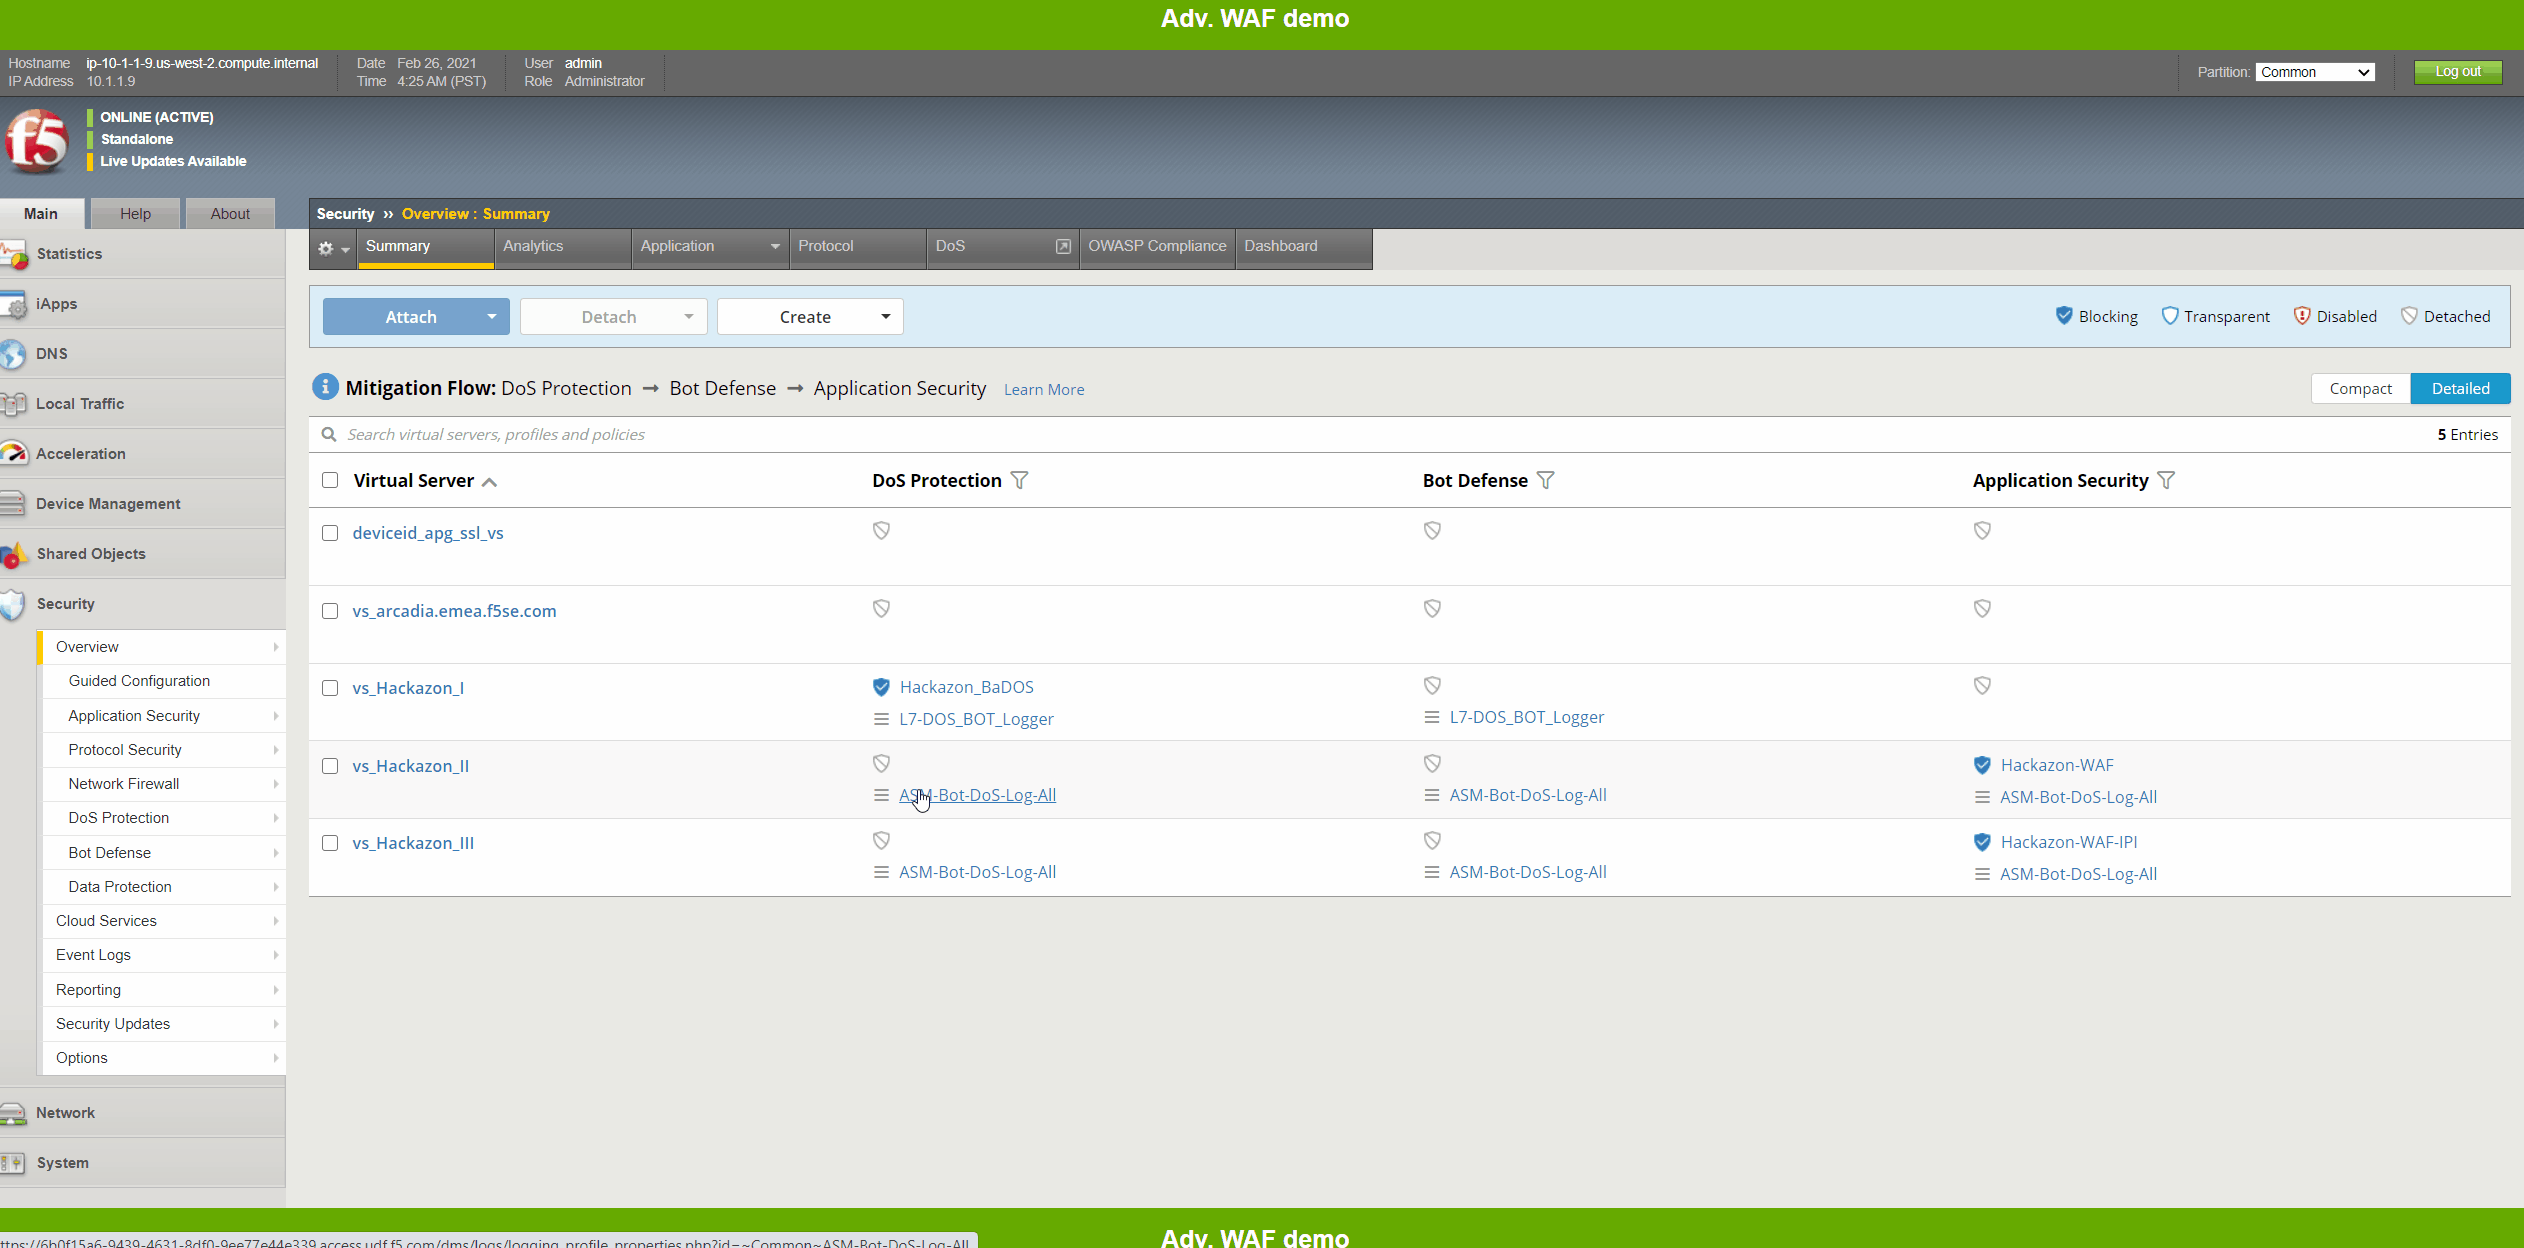 Adv. WAF demo
Hostname ip-10-1-1-9.us-west-2.compute.internal Date Feb 26, 2021 User admin
IP Address 10.1.1.9 Time 4:25 AM (PST) Role Administrator
Partition: Common Log out
f5
ONLINE (ACTIVE)
Standalone
Live Updates Available
Main Help About
Security ›› Overview : Summary
Summary Analytics Application Protocol DoS OWASP Compliance Dashboard
Statistics
iApps
DNS
Local Traffic
Acceleration
Device Management
Shared Objects
Security
Overview
Guided Configuration
Application Security
Protocol Security
Network Firewall
DoS Protection
Bot Defense
Data Protection
Cloud Services
Event Logs
Reporting
Security Updates
Options
Network
System
Attach Detach Create Blocking Transparent Disabled Detached
Mitigation Flow: DoS Protection → Bot Defense → Application Security Learn More Compact Detailed
Search virtual servers, profiles and policies 5 Entries
Virtual Server DoS Protection Bot Defense Application Security
deviceid_apg_ssl_vs
vs_arcadia.emea.f5se.com
vs_Hackazon_I Hackazon_BaDOS
L7-DOS_BOT_Logger L7-DOS_BOT_Logger
vs_Hackazon_II Hackazon-WAF
ASM-Bot-DoS-Log-All ASM-Bot-DoS-Log-All ASM-Bot-DoS-Log-All
vs_Hackazon_III Hackazon-WAF-IPI
ASM-Bot-DoS-Log-All ASM-Bot-DoS-Log-All ASM-Bot-DoS-Log-All
Adv. WAF demo
ttps://6b0f15a6-9439-4631-8df0-9ee77e44e339.access.udf.f5.com/dms/logs/logging_profile_properties.php?id=~Common~ASM-Bot-DoS-Log-All